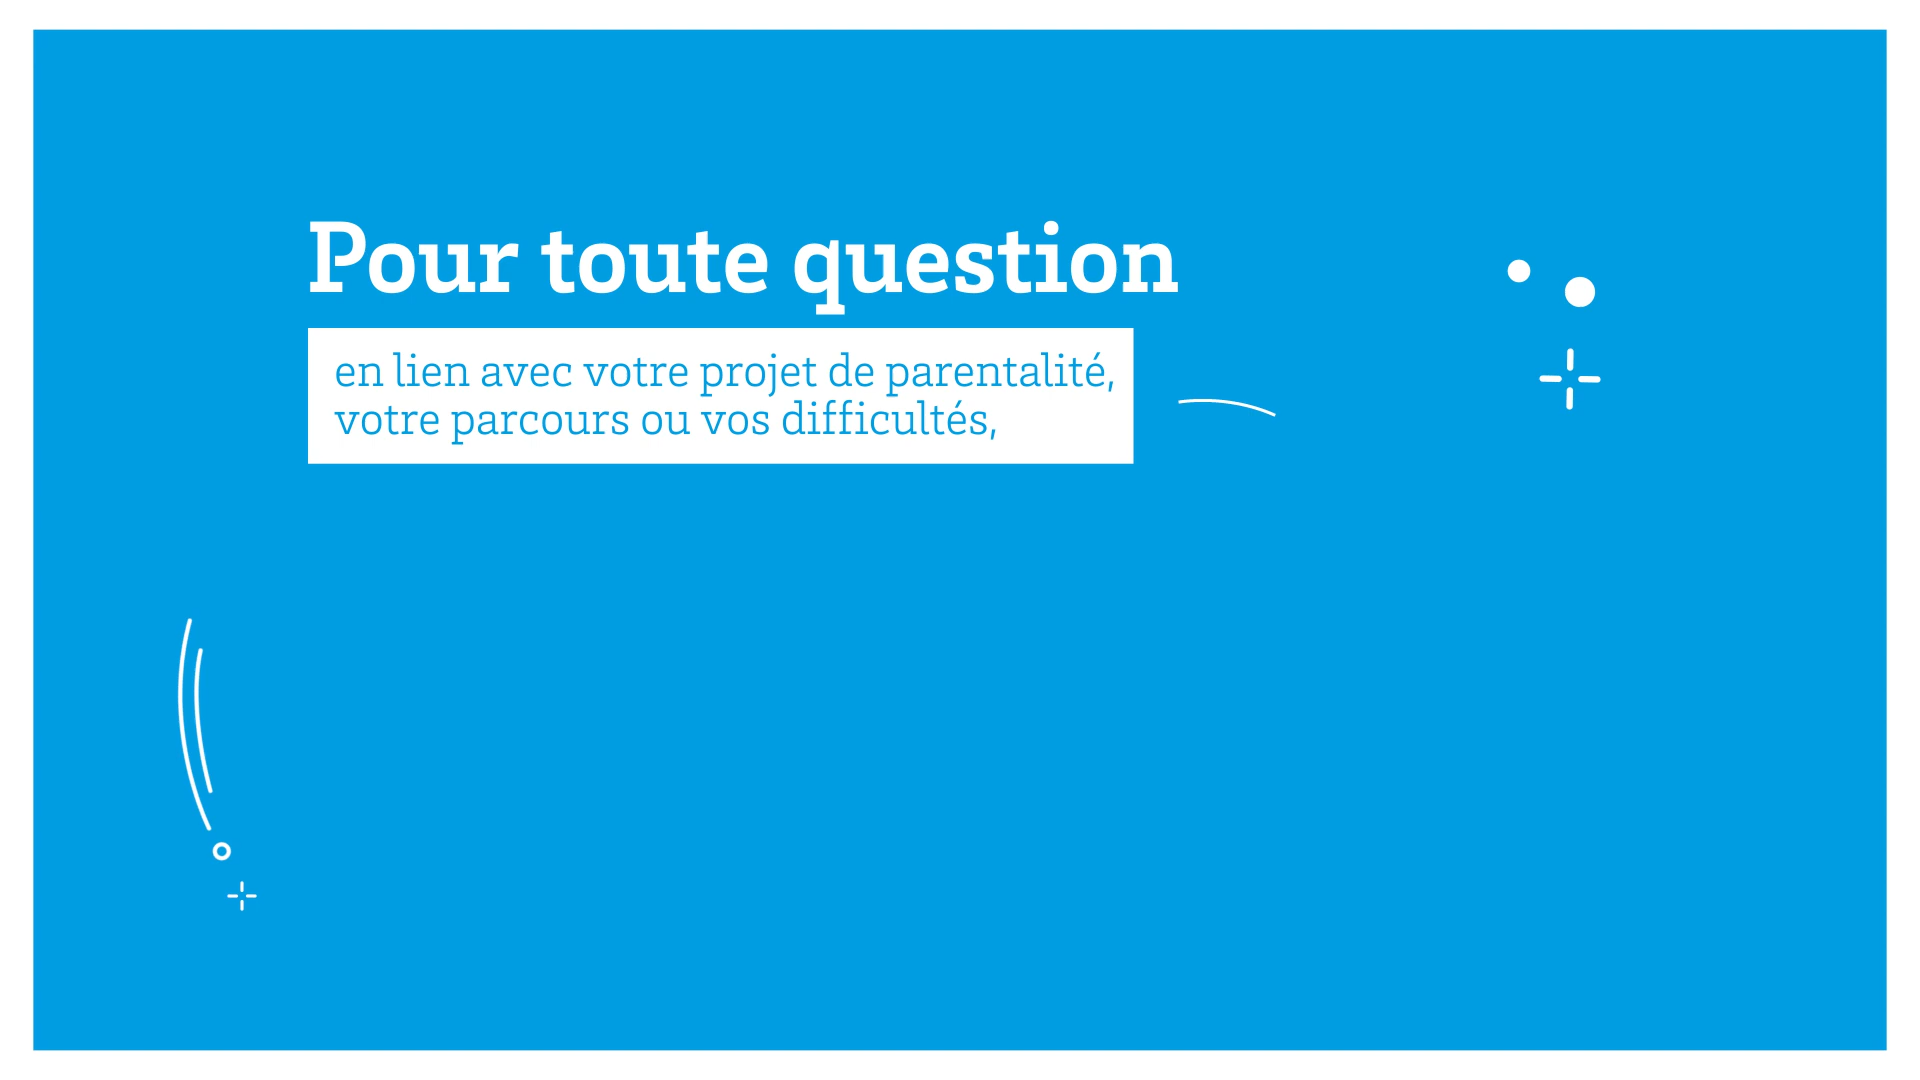 Pour toute question
en lien avec votre projet de parentalité,
votre parcours ou vos difficultés,